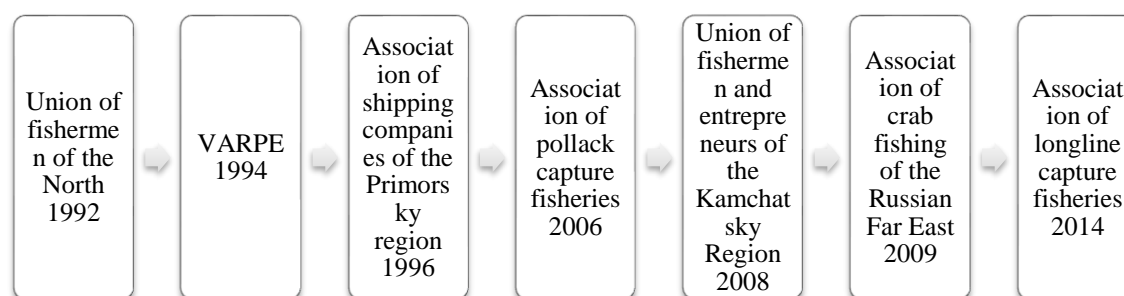 Union of
fisherme
n of the
North
1992
VARPE
1994
Associat
ion of
shipping
compani
es of the
Primors
ky
region
1996
Associat
ion of
pollack
capture
fisheries
2006
Union of
fisherme
n and
entrepre
neurs of
the
Kamchat
sky
Region
2008
Associat
ion of
crab
fishing
of the
Russian
Far East
2009
Associat
ion of
longline
capture
fisheries
2014